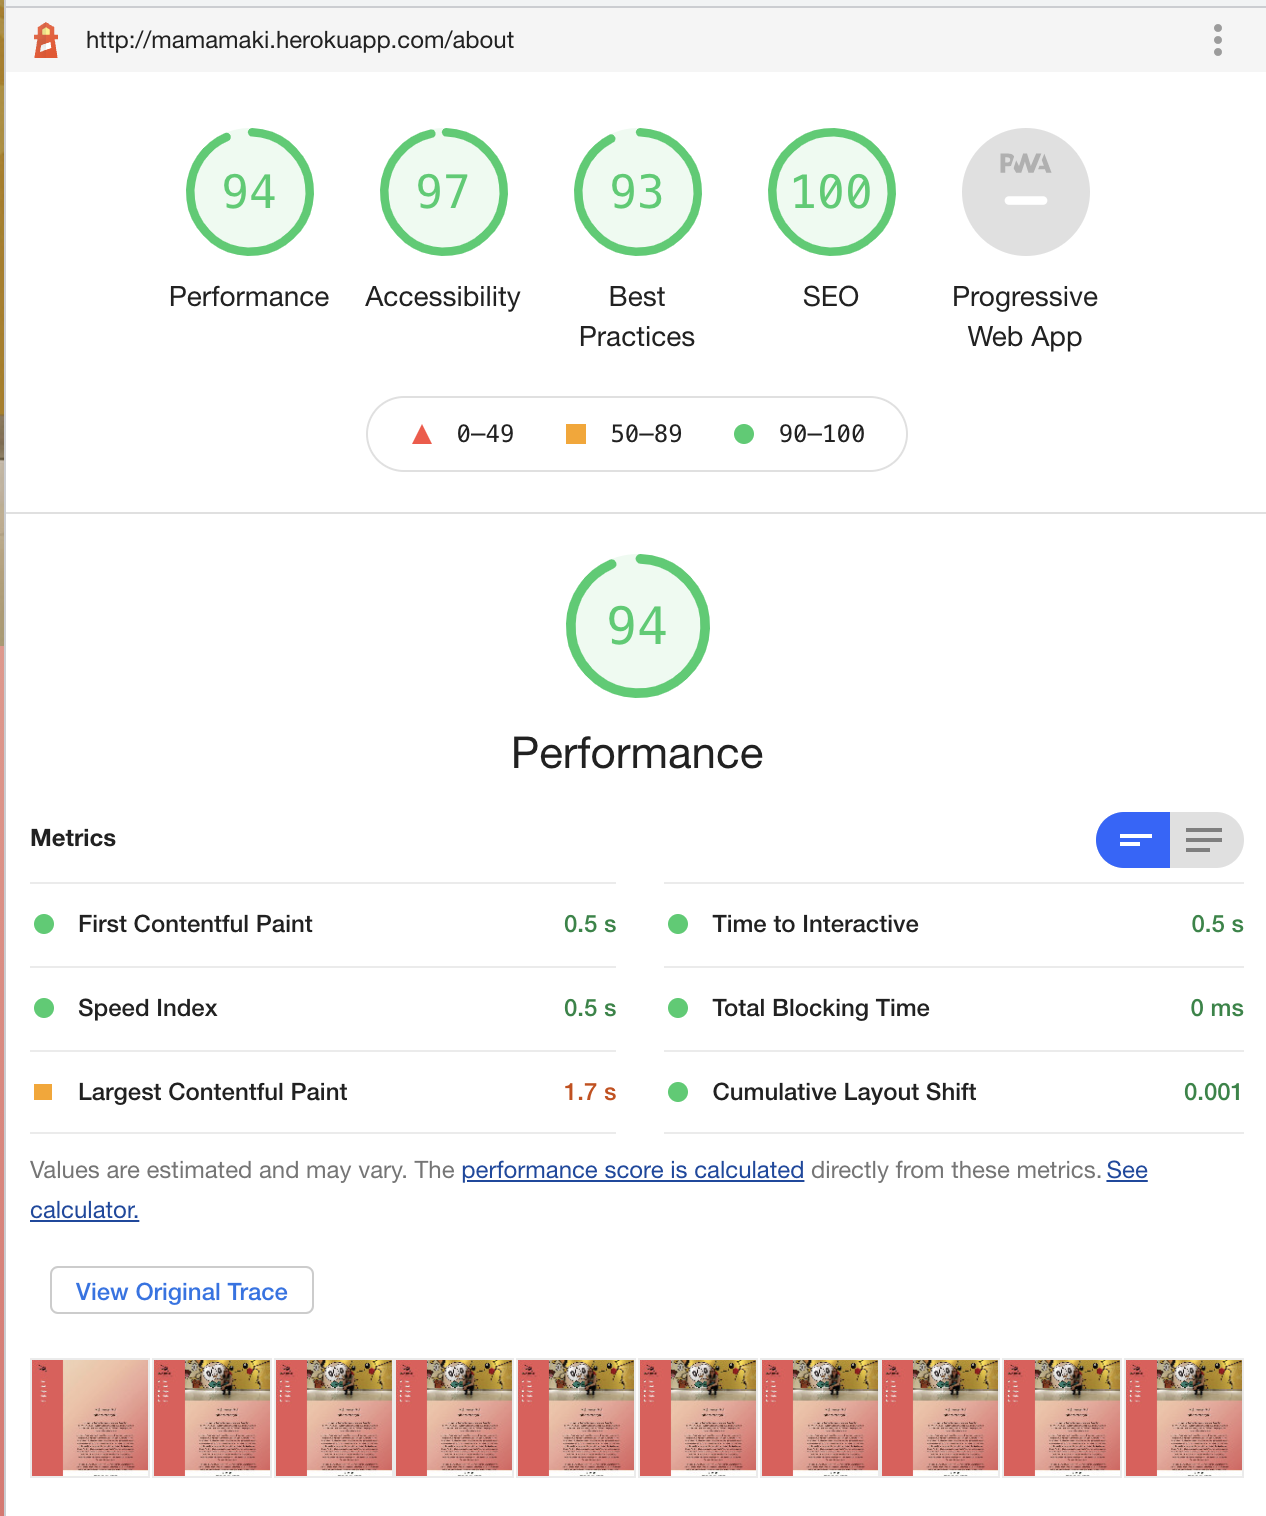 http://mamamaki.herokuapp.com/about
94
97
93
100
PWA
Performance
Accessibility
Best
Practices
SEO
Progressive
Web App
0–49
50–89
90–100
94
Performance
Metrics
First Contentful Paint
0.5 s
Time to Interactive
0.5 s
Speed Index
0.5 s
Total Blocking Time
0 ms
Largest Contentful Paint
1.7 s
Cumulative Layout Shift
0.001
Values are estimated and may vary. The performance score is calculated directly from these metrics. See
calculator.
View Original Trace